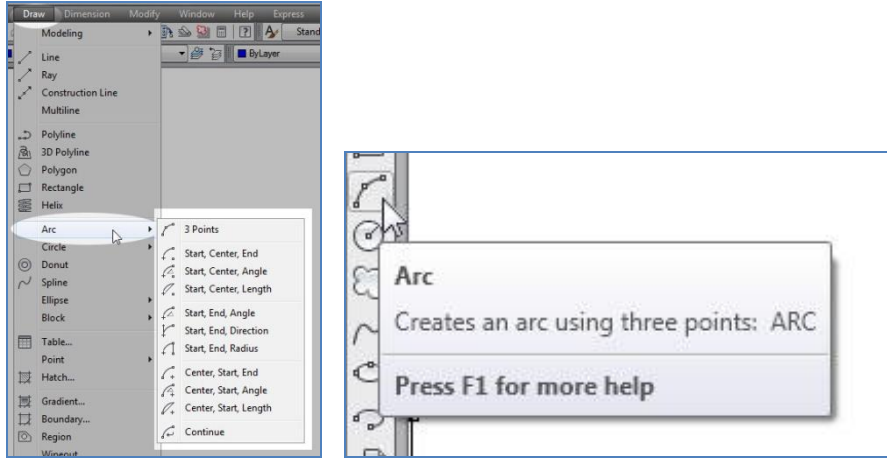 Draw Dimension Modify Window Help Express
Modeling
Stand
Line
ByLayer
Ray
Construction Line
Multiline
Polyline
3D Polyline
Polygon
Rectangle
Helix
Arc
Circle
Donut
Spline
Ellipse
Block
Table...
Point
Hatch...
Gradient...
Boundary...
Region
Wipeout
3 Points
Start, Center, End
Start, Center, Angle
Start, Center, Length
Start, End, Angle
Start, End, Direction
Start, End, Radius
Center, Start, End
Center, Start, Angle
Center, Start, Length
Continue
Arc
Creates an arc using three points: ARC
Press F1 for more help